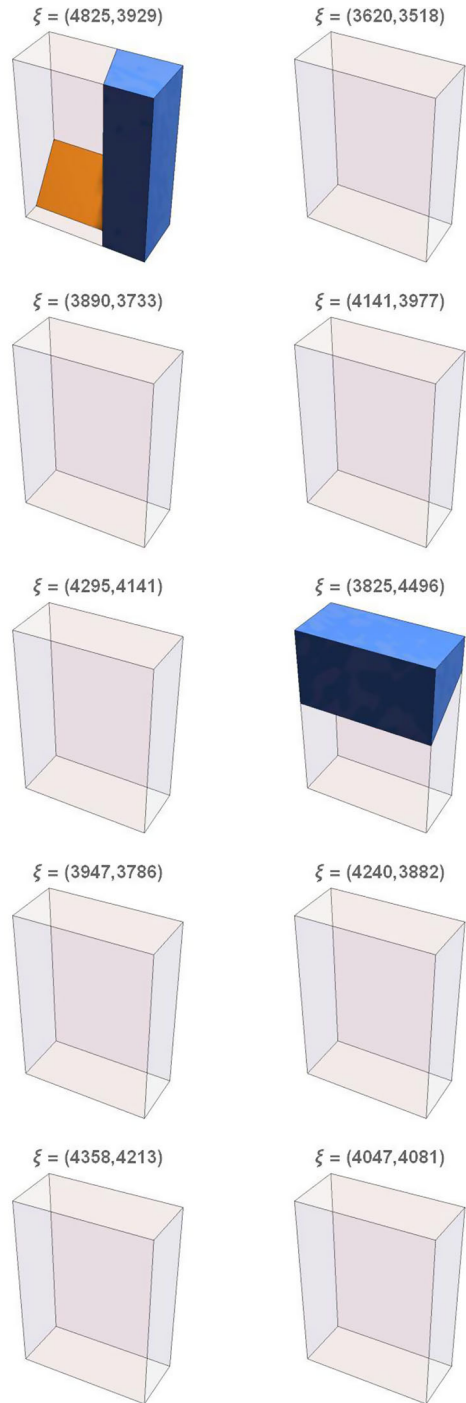 ξ = (4825,3929)
ξ = (3620,3518)
ξ = (3890,3733)
ξ = (4141,3977)
ξ = (4295,4141)
ξ = (3825,4496)
ξ = (3947,3786)
ξ = (4240,3882)
ξ = (4358,4213)
ξ = (4047,4081)